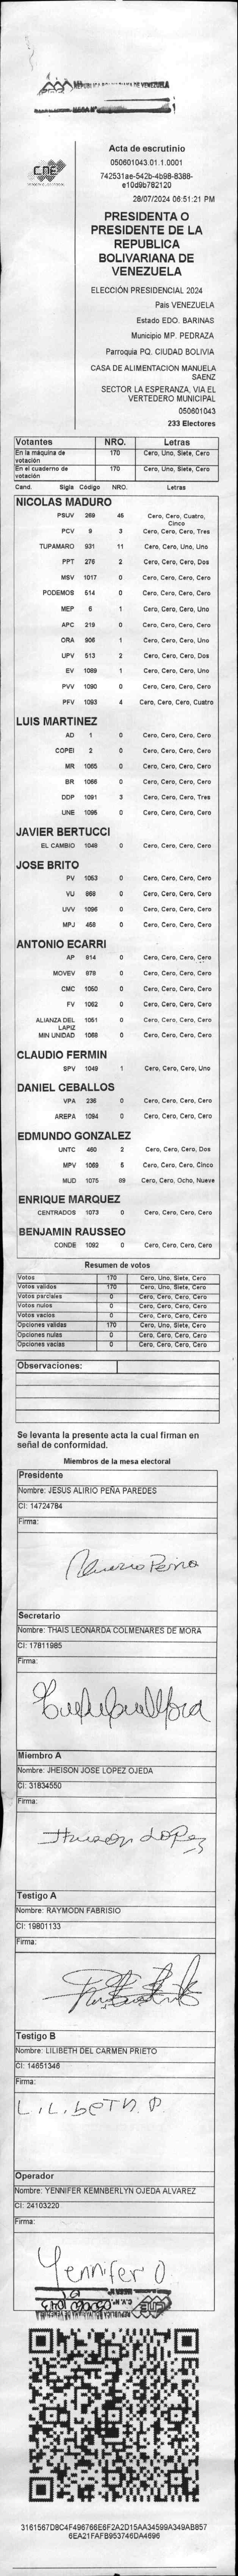 REPUBLICA BOLIVARIANA DE VENEZUELA
CNE
Acta de escrutinio
050601043.01.1.0001
742531ae-542b-4b98-8388-
e10d9b782120
28/07/2024 06:51:21 PM
PRESIDENTA O
PRESIDENTE DE LA
REPUBLICA
BOLIVARIANA DE
VENEZUELA
ELECCIÓN PRESIDENCIAL 2024
Pais VENEZUELA
Estado EDO. BARINAS
Municipio MP. PEDRAZA
Parroquia PQ. CIUDAD BOLIVIA
CASA DE ALIMENTACION MANUELA
SAENZ
SECTOR LA ESPERANZA, VIA EL
VERTEDERO MUNICIPAL
050601043
233 Electores
Votantes NRO. Letras
En la máquina de votación 170 Cero, Uno, Siete, Cero
En el cuaderno de votación 170 Cero, Uno, Siete, Cero
Cand. Sigla Código NRO. Letras
NICOLAS MADURO
PSUV 269 45 Cero, Cero, Cuatro, Cinco
PCV 9 3 Cero, Cero, Cero, Tres
TUPAMARO 931 11 Cero, Cero, Uno, Uno
PPT 276 2 Cero, Cero, Cero, Dos
MSV 1017 0 Cero, Cero, Cero, Cero
PODEMOS 514 0 Cero, Cero, Cero, Cero
MEP 6 1 Cero, Cero, Cero, Uno
APC 219 0 Cero, Cero, Cero, Cero
ORA 906 1 Cero, Cero, Cero, Uno
UPV 513 2 Cero, Cero, Cero, Dos
EV 1089 1 Cero, Cero, Cero, Uno
PVV 1090 0 Cero, Cero, Cero, Cero
PFV 1093 4 Cero, Cero, Cero, Cuatro
LUIS MARTINEZ
AD 1 0 Cero, Cero, Cero, Cero
COPEI 2 0 Cero, Cero, Cero, Cero
MR 1065 0 Cero, Cero, Cero, Cero
BR 1066 0 Cero, Cero, Cero, Cero
DDP 1091 3 Cero, Cero, Cero, Tres
UNE 1095 0 Cero, Cero, Cero, Cero
JAVIER BERTUCCI
EL CAMBIO 1048 0 Cero, Cero, Cero, Cero
JOSE BRITO
PV 1053 0 Cero, Cero, Cero, Cero
VU 868 0 Cero, Cero, Cero, Cero
UVV 1096 0 Cero, Cero, Cero, Cero
MPJ 458 0 Cero, Cero, Cero, Cero
ANTONIO ECARRI
AP 814 0 Cero, Cero, Cero, Cero
MOVEV 878 0 Cero, Cero, Cero, Cero
CMC 1050 0 Cero, Cero, Cero, Cero
FV 1062 0 Cero, Cero, Cero, Cero
ALIANZA DEL LAPIZ 1051 0 Cero, Cero, Cero, Cero
MIN UNIDAD 1068 0 Cero, Cero, Cero, Cero
CLAUDIO FERMIN
SPV 1049 1 Cero, Cero, Cero, Uno
DANIEL CEBALLOS
VPA 236 0 Cero, Cero, Cero, Cero
AREPA 1094 0 Cero, Cero, Cero, Cero
EDMUNDO GONZALEZ
UNTC 460 2 Cero, Cero, Cero, Dos
MPV 1069 5 Cero, Cero, Cero, Cinco
MUD 1075 89 Cero, Cero, Ocho, Nueve
ENRIQUE MARQUEZ
CENTRADOS 1073 0 Cero, Cero, Cero, Cero
BENJAMIN RAUSSEO
CONDE 1092 0 Cero, Cero, Cero, Cero
Resumen de votos
Votos 170 Cero, Uno, Siete, Cero
Votos validos 170 Cero, Uno, Siete, Cero
Votos parciales 0 Cero, Cero, Cero, Cero
Votos nulos 0 Cero, Cero, Cero, Cero
Votos vacios 0 Cero, Cero, Cero, Cero
Opciones validas 170 Cero, Uno, Siete, Cero
Opciones nulas 0 Cero, Cero, Cero, Cero
Opciones vacias 0 Cero, Cero, Cero, Cero
Observaciones:
Se levanta la presente acta la cual firman en
señal de conformidad.
Miembros de la mesa electoral
Presidente
Nombre: JESUS ALIRIO PEÑA PAREDES
CI: 14724784
Firma:
Secretario
Nombre: THAIS LEONARDA COLMENARES DE MORA
CI: 17811985
Firma:
Miembro A
Nombre: JHEISON JOSE LOPEZ OJEDA
CI: 31834550
Firma:
Testigo A
Nombre: RAYMODN FABRISIO
CI: 19801133
Firma:
Testigo B
Nombre: LILIBETH DEL CARMEN PRIETO
CI: 14651346
Firma:
LILIbeTh P
Operador
Nombre: YENNIFER KEMNBERLYN OJEDA ALVAREZ
CI: 24103220
Firma:
Yennifer O
3161567D8C4F496766E6F2A2D15AA34599A349AB857
6EA21FAFB953746DA4696